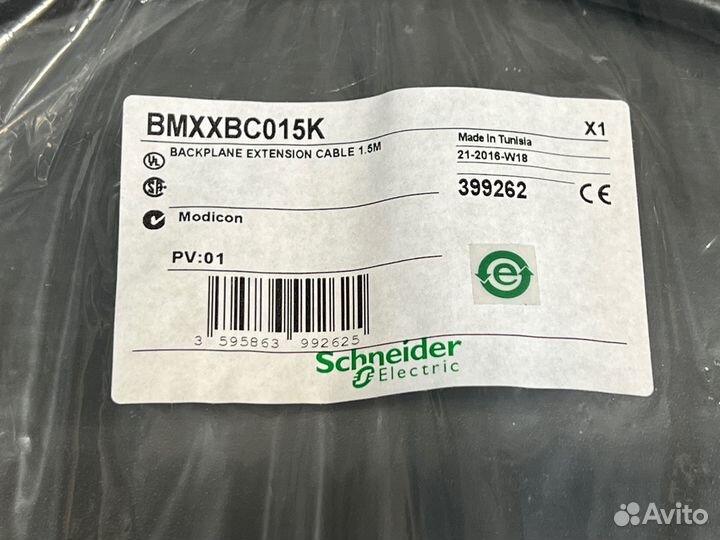 BMXXBC015K
X1
UL
BACKPLANE EXTENSION CABLE 1.5M
Made In Tunisia
21-2016-W18
399262
CE
Modicon
PV:01
3 595863 992625
Schneider
Electric
Avito